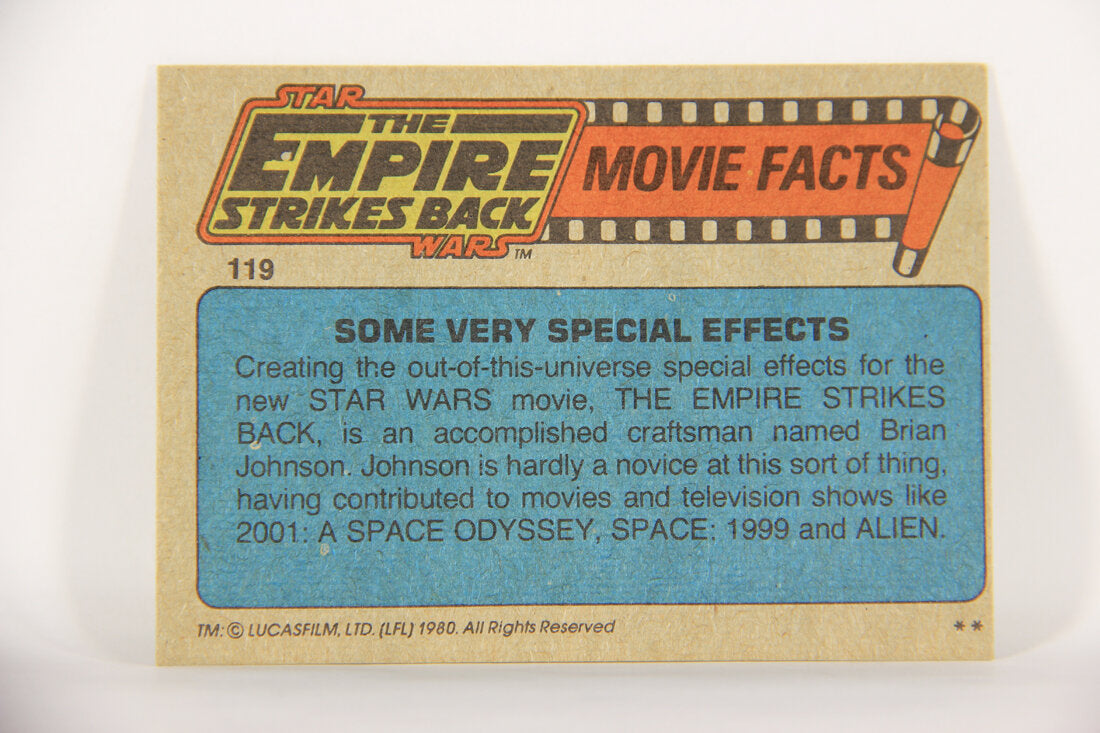 STAR
THE
EMPIRE
STRIKES BACK
WARS™
MOVIE FACTS
119
SOME VERY SPECIAL EFFECTS
Creating the out-of-this-universe special effects for the
new STAR WARS movie, THE EMPIRE STRIKES
BACK, is an accomplished craftsman named Brian
Johnson. Johnson is hardly a novice at this sort of thing,
having contributed to movies and television shows like
2001: A SPACE ODYSSEY, SPACE: 1999 and ALIEN.
TM: © LUCASFILM, LTD. (LFL) 1980. All Rights Reserved
**